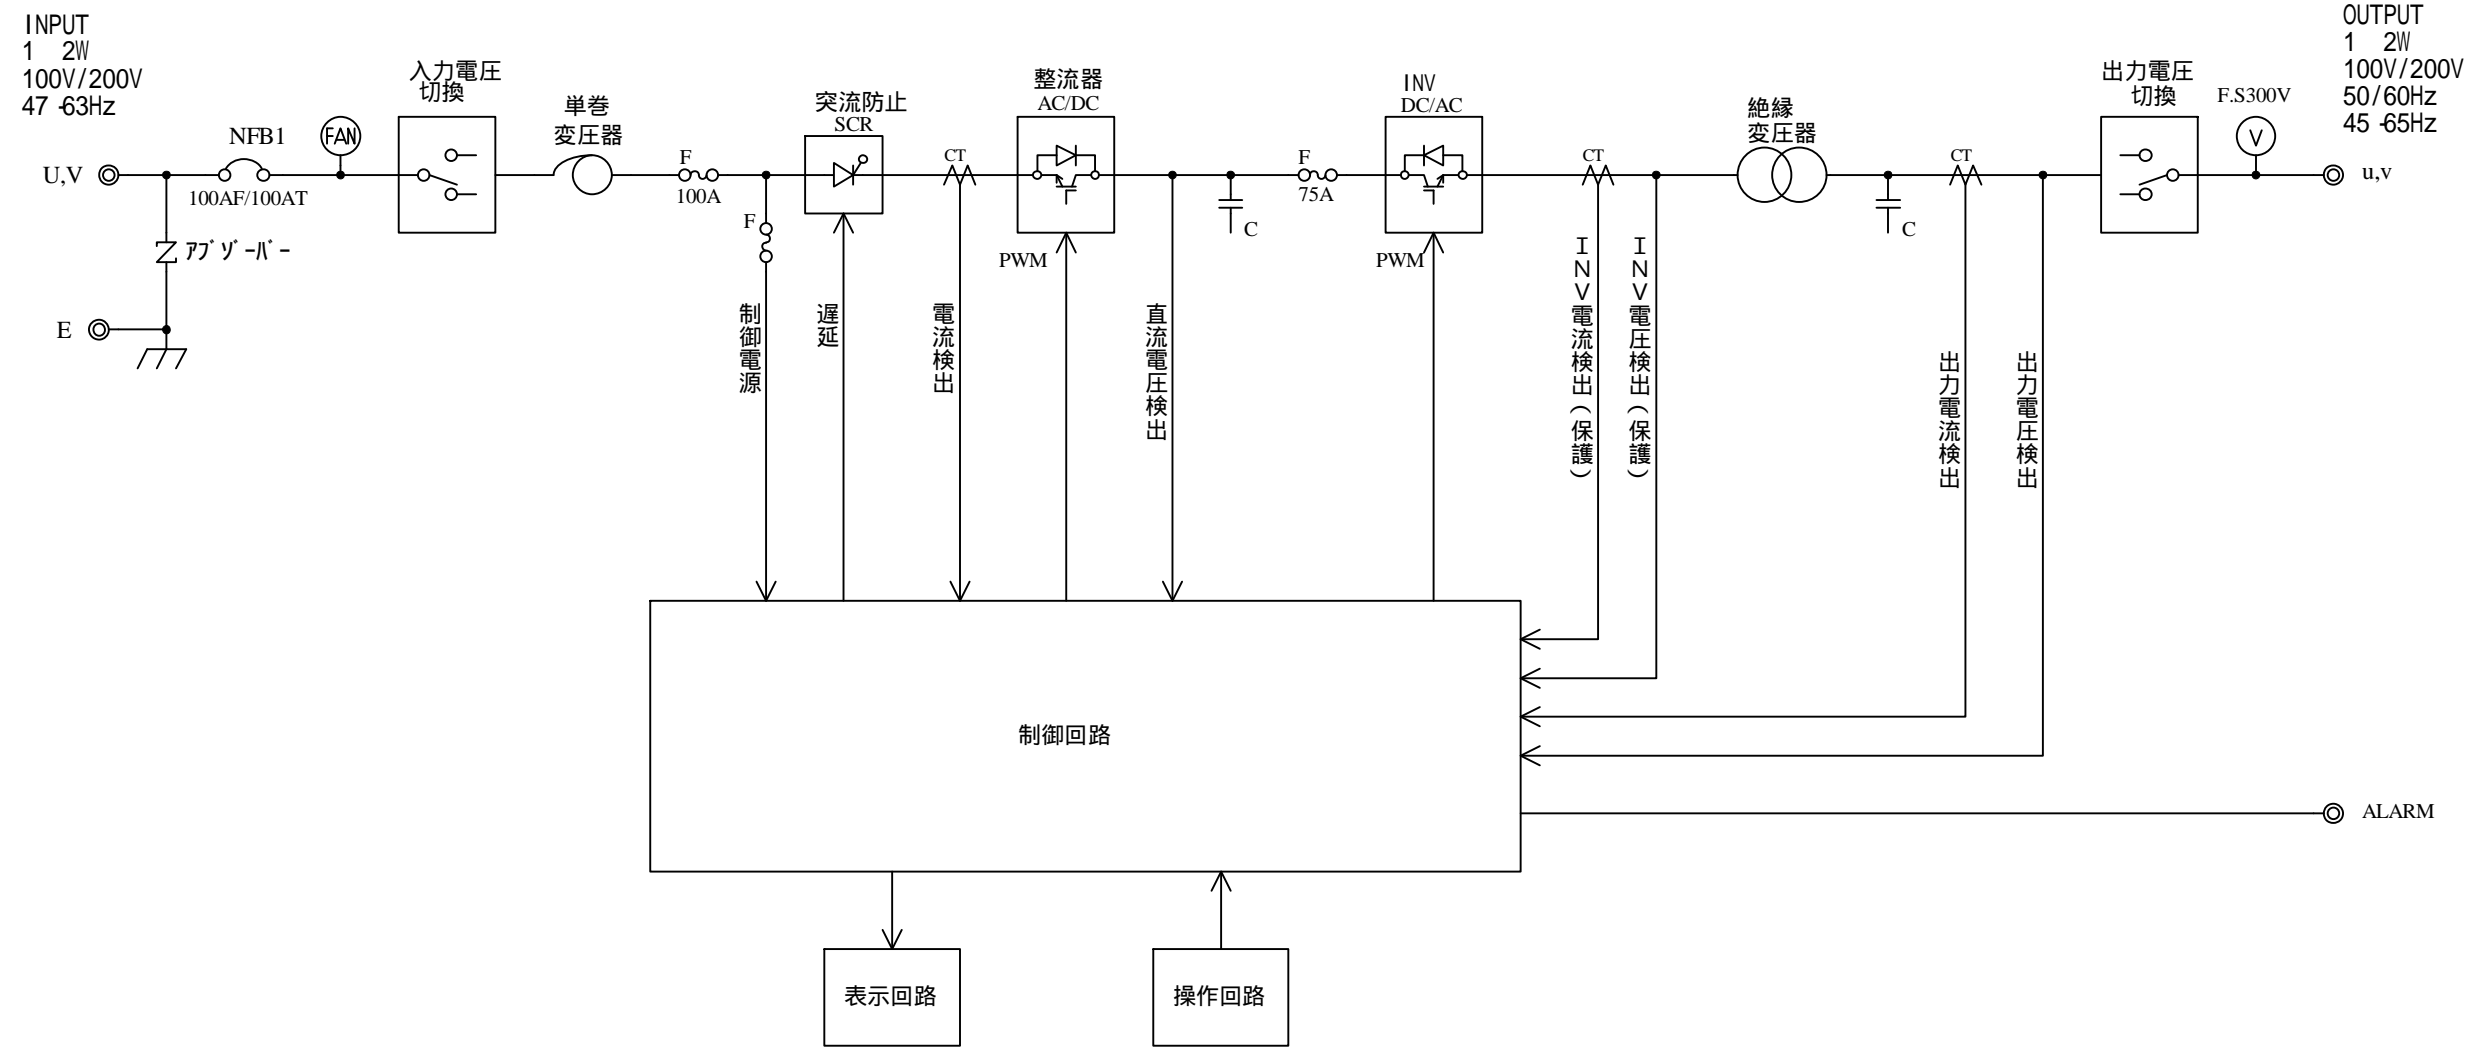 INPUT
1 2W
100V/200V
47 -63Hz
OUTPUT
1 2W
100V/200V
50/60Hz
45 -65Hz
入力電圧
切換
単巻
変圧器
突流防止
SCR
整流器
AC/DC
INV
DC/AC
絶縁
変圧器
出力電圧
切換
F.S300V
NFB1
FAN
U,V
100AF/100AT
F
100A
CT
F
75A
CT
CT
V
u,v
アブゾーバー
F
PWM
C
PWM
C
E
制御電源
遅延
電流検出
直流電圧検出
INV電流検出(保護)
INV電圧検出(保護)
出力電流検出
出力電圧検出
制御回路
ALARM
表示回路
操作回路